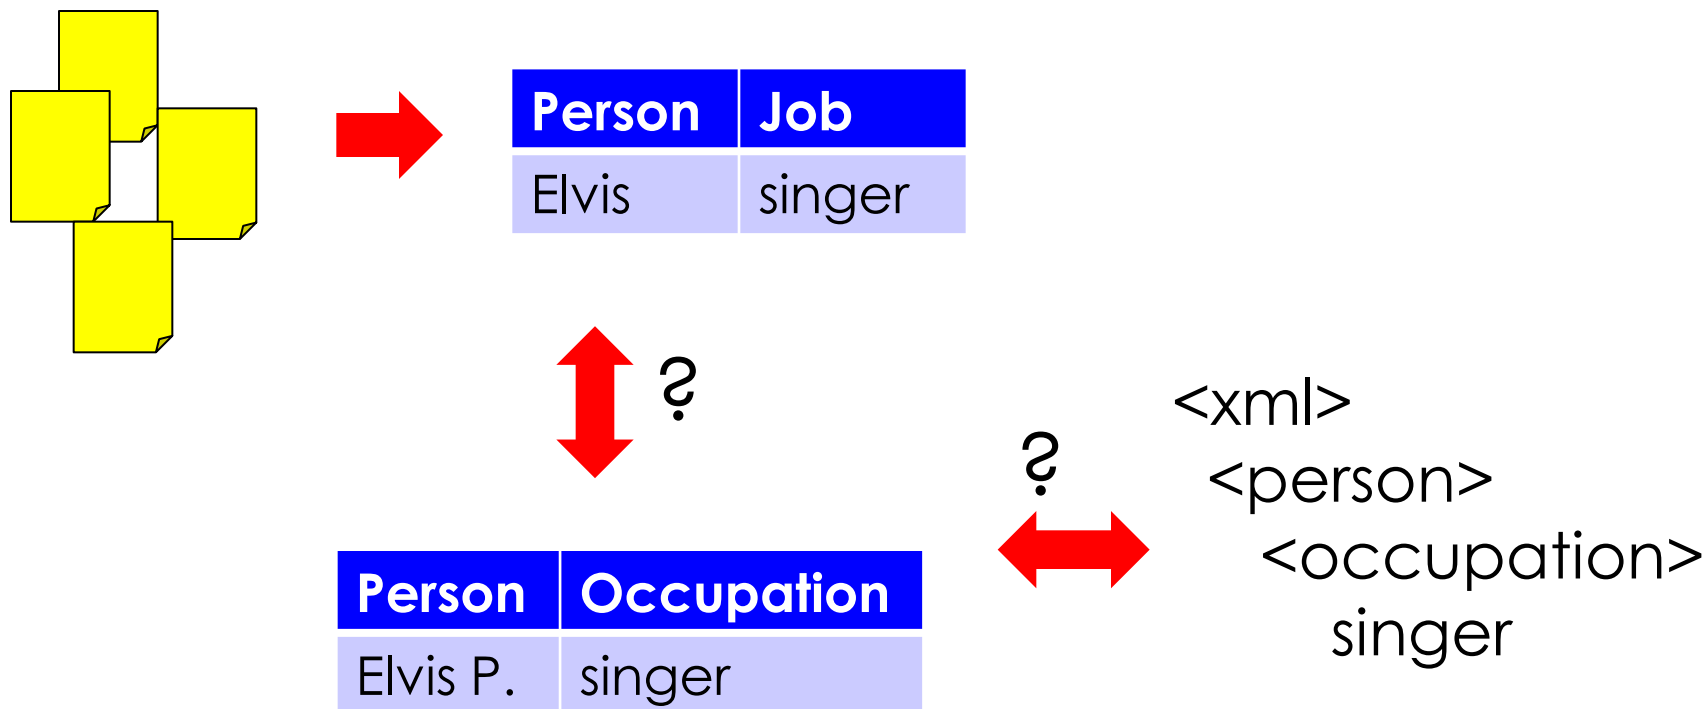 Person Job
Elvis singer
?
Person Occupation
Elvis P. singer
?
<xml>
<person>
<occupation>
singer